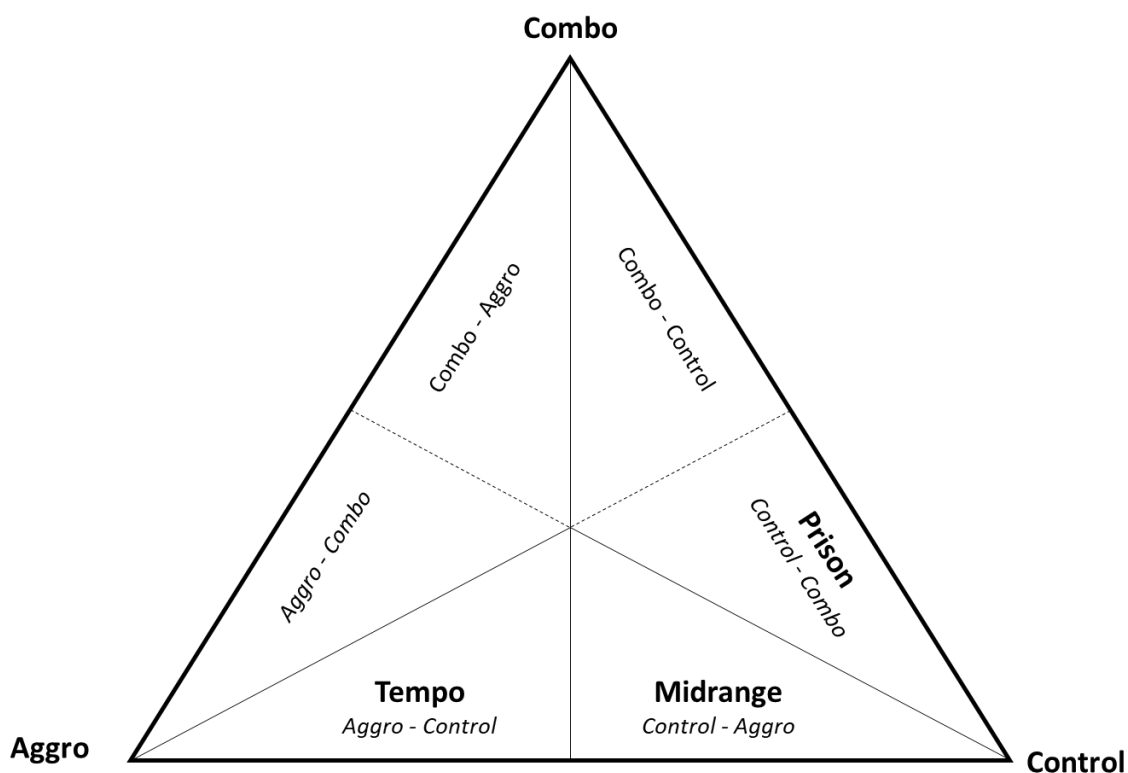 Combo
Combo - Aggro
Combo - Control
Aggro - Combo
Prison
Control - Combo
Tempo
Aggro - Control
Midrange
Control - Aggro
Aggro
Control